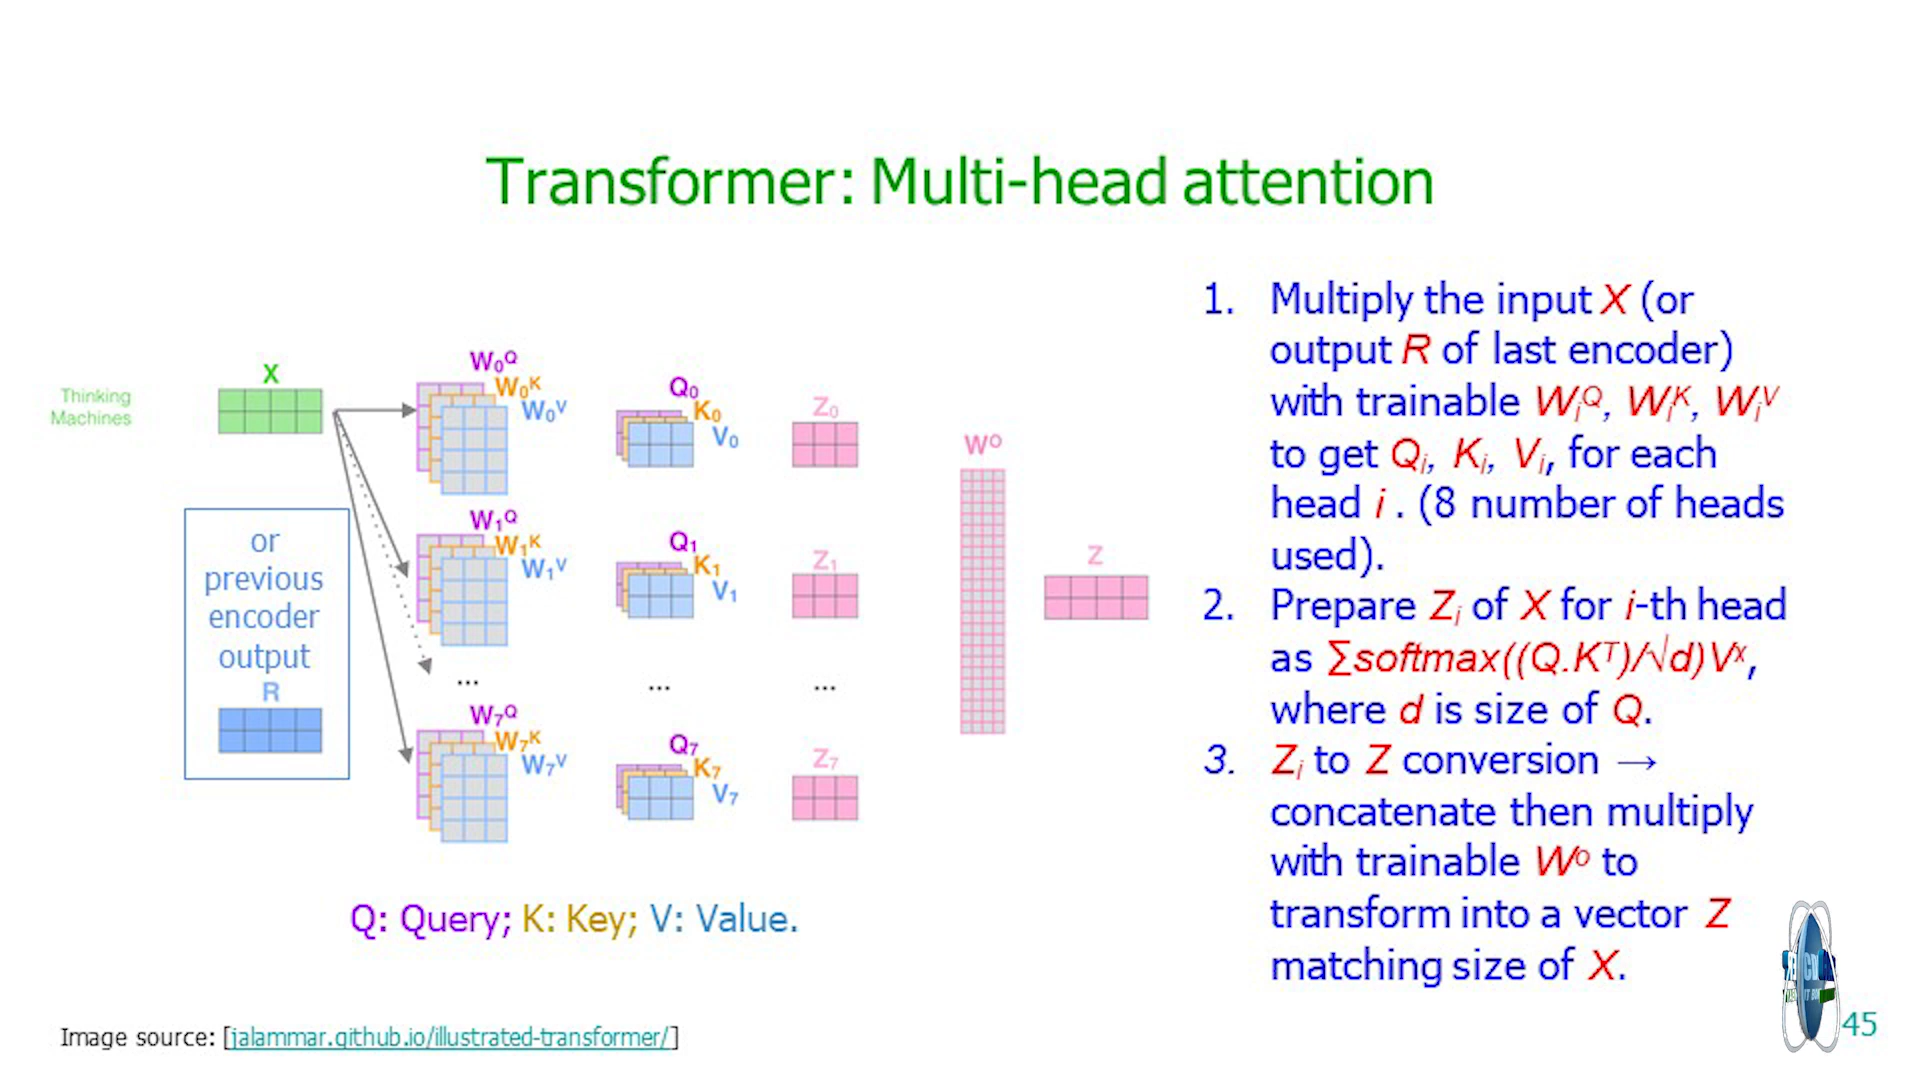 Transformer: Multi-head attention
Thinking
Machines
X
or
previous
encoder
output
R
W₀Q
W₀K
W₀V
Q₀
K₀
V₀
Z₀
W₁Q
W₁K
W₁V
Q₁
K₁
V₁
Z₁
...
...
...
W₇Q
W₇K
W₇V
Q₇
K₇
V₇
Z₇
WO
Z
Q: Query; K: Key; V: Value.
1. Multiply the input X (or
output R of last encoder)
with trainable WᵢQ, WᵢK, WᵢV
to get Qᵢ, Kᵢ, Vᵢ, for each
head i . (8 number of heads
used).
2. Prepare Zᵢ of X for i-th head
as ∑softmax((Q.Kᵀ)/√d)Vˣ,
where d is size of Q.
3. Zᵢ to Z conversion →
concatenate then multiply
with trainable Wᵒ to
transform into a vector Z
matching size of X.
Image source: [jalammar.github.io/illustrated-transformer/]
45